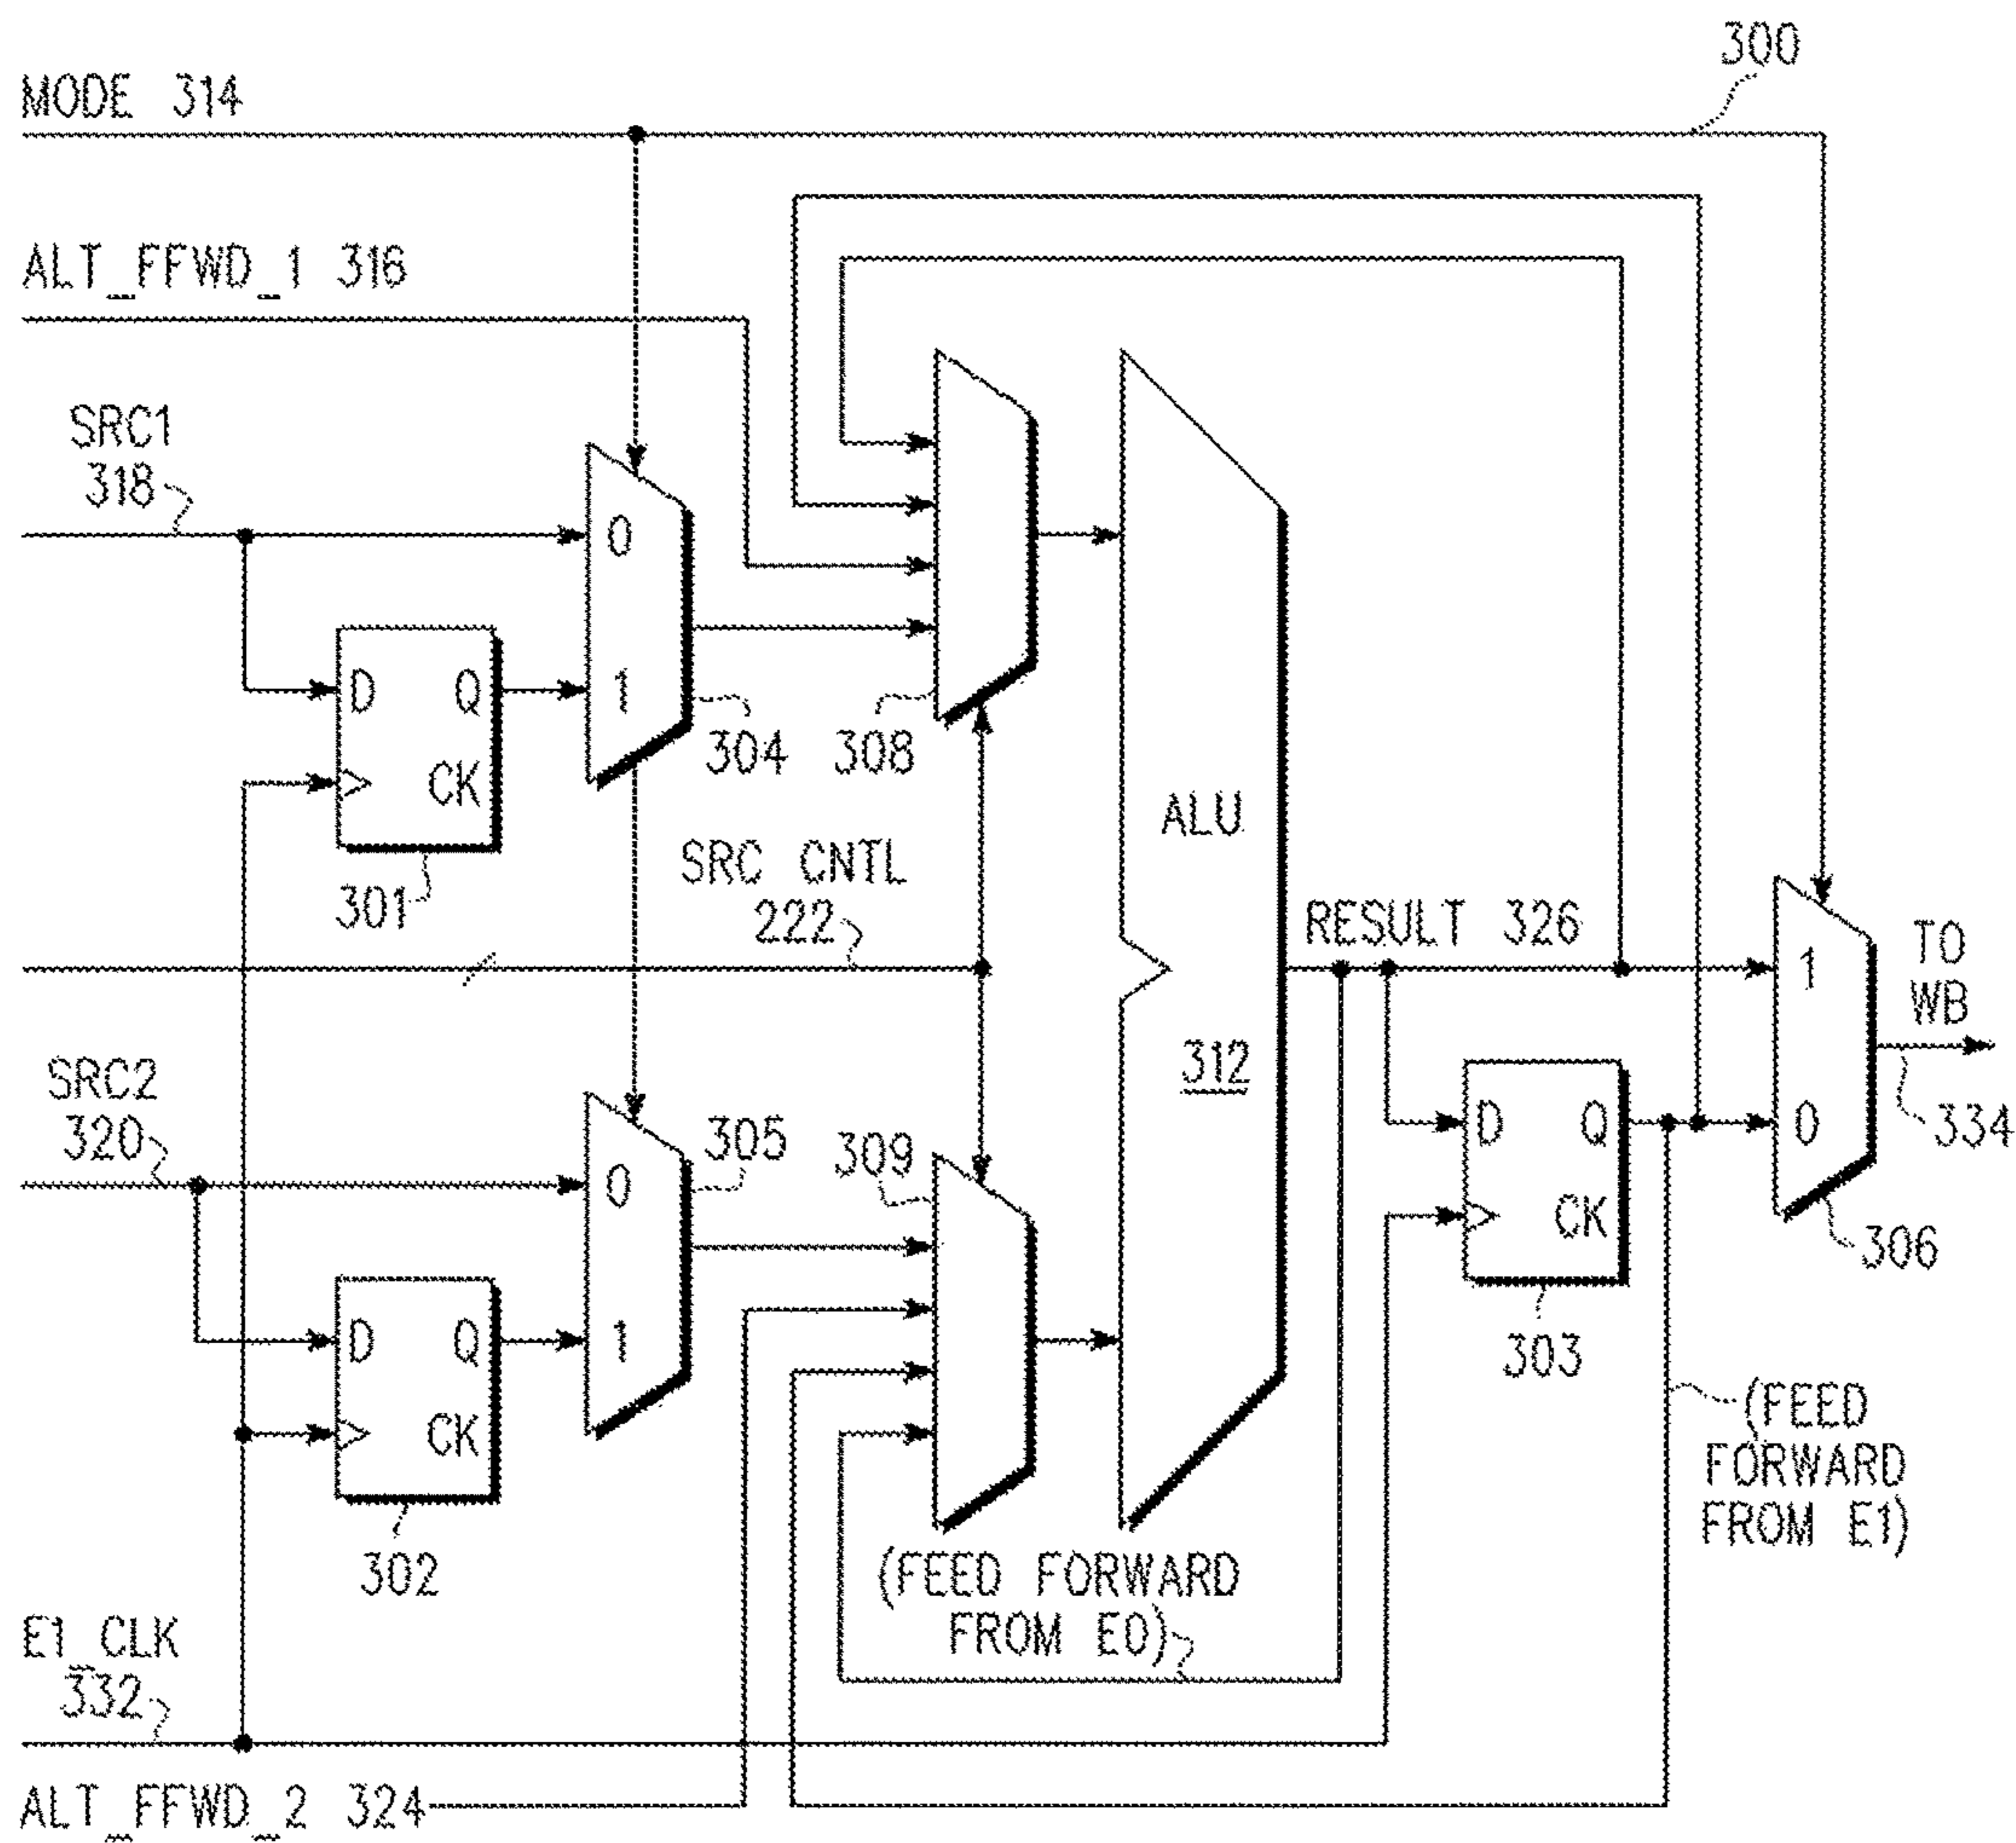 300
MODE 314
ALT_FFWD_1 316
SRC1
318
0
1
D Q
CK
301
304
308
SRC CNTL
222
ALU
312
RESULT 326
1
0
TO
WB
334
306
SRC2
320
0
1
305
309
D Q
CK
302
D Q
CK
303
(FEED
FORWARD
FROM E1)
(FEED FORWARD
FROM E0)
E1_CLK
332
ALT_FFWD_2 324